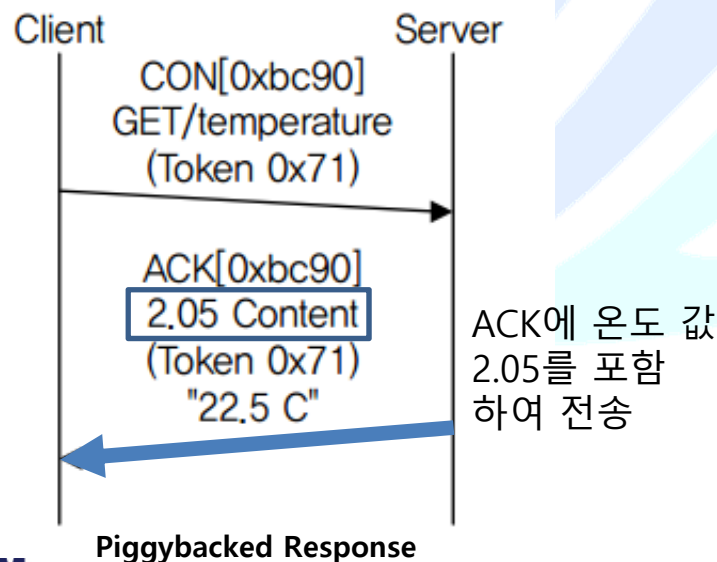 Client
Server
CON[0xbc90]
GET/temperature
(Token 0x71)
ACK[0xbc90]
2.05 Content
(Token 0x71)
"22.5 C"
ACK에 온도 값
2.05를 포함
하여 전송
Piggybacked Response